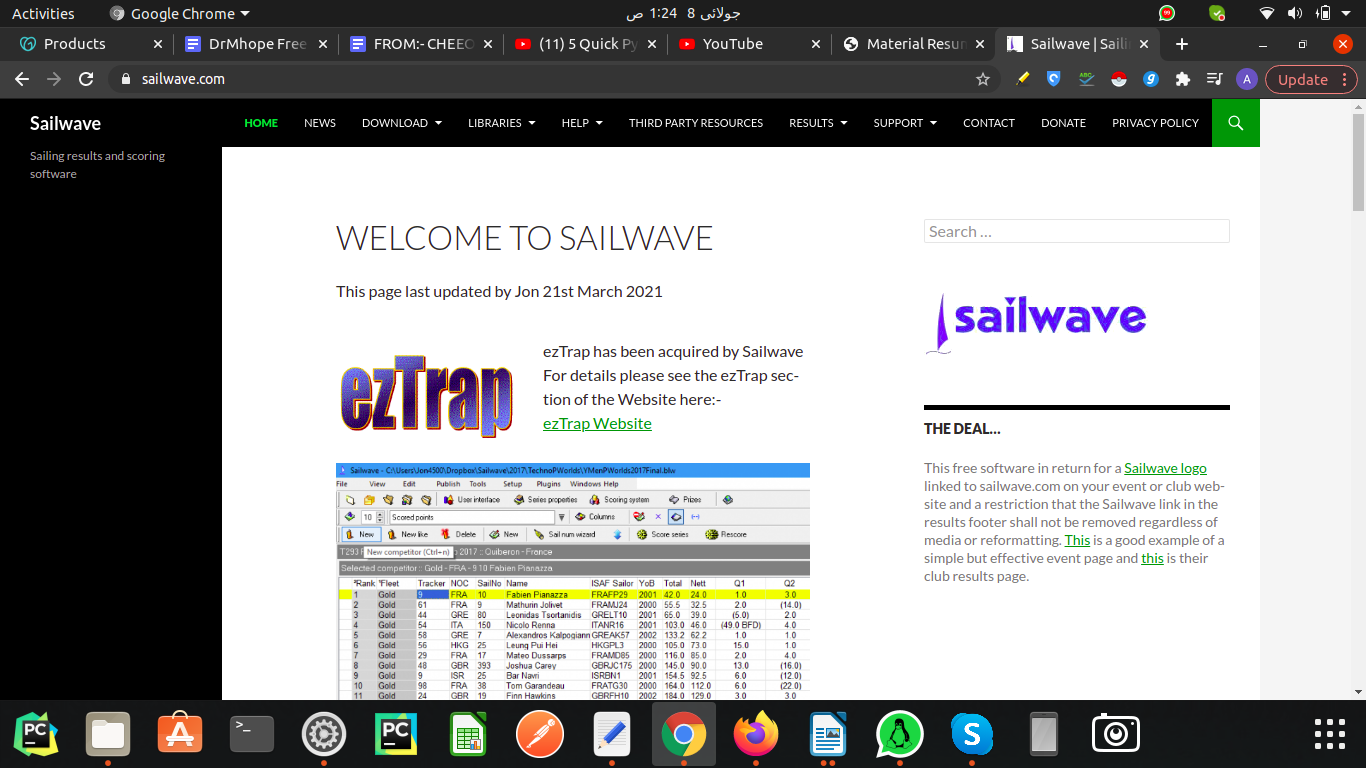 Activities
Google Chrome
جولائی 8  1:24 ص
99
Products
DrMhope Free
FROM:- CHEEO
(11) 5 Quick Py
YouTube
Material Resum
Sailwave | Saili
sailwave.com
ABC
g
A
Update
Sailwave
Sailing results and scoring
software
HOME
NEWS
DOWNLOAD
LIBRARIES
HELP
THIRD PARTY RESOURCES
RESULTS
SUPPORT
CONTACT
DONATE
PRIVACY POLICY
WELCOME TO SAILWAVE
This page last updated by Jon 21st March 2021
ezTrap
ezTrap has been acquired by Sailwave
For details please see the ezTrap sec-
tion of the Website here:-
ezTrap Website
Search ...
sailwave
THE DEAL...
This free software in return for a Sailwave logo
linked to sailwave.com on your event or club web-
site and a restriction that the Sailwave link in the
results footer shall not be removed regardless of
media or reformatting. This is a good example of a
simple but effective event page and this is their
club results page.
Sailwave - C:\Users\Jon4500\Dropbox\Sailwave\2017\TechnoPWorlds\YMenPWorlds2017Final.blw
File View Edit Publish Tools Setup Plugins Windows Help
User interface Series properties Scoring system Prizes
10 Scored points Columns
New New like Delete New Sail num wizard Score series Rescore
T293 New competitor (Ctrl+n) 2017 :: Quiberon - France
Selected competitor :: Gold - FRA - 9 10 Fabien Pianazza
Rank Fleet Tracker NOC SailNo Name ISAF Sailor YoB Total Nett Q1 Q2
1 Gold 9 FRA 10 Fabien Pianazza FRAFP29 2001 42.0 24.0 1.0 3.0
2 Gold 61 FRA 9 Mathurin Jolivet FRAMJ24 2000 55.5 32.5 2.0 (14.0)
3 Gold 44 GRE 80 Leonidas Tsortanidis GRELT10 2001 65.0 39.0 (5.0) 2.0
4 Gold 54 ITA 150 Nicolo Renna ITANR16 2001 103.0 46.0 (49.0 BFD) 4.0
5 Gold 58 GRE 7 Alexandros Kalpogiann GREAK57 2002 133.2 62.2 1.0 1.0
6 Gold 56 HKG 25 Leung Pui Hei HKGPL3 2000 105.0 73.0 15.0 1.0
7 Gold 29 FRA 17 Mateo Dussarps FRAMD85 2000 116.0 85.0 2.0 4.0
8 Gold 48 GBR 393 Joshua Carey GBRJC175 2000 145.0 90.0 13.0 (16.0)
9 Gold 9 ISR 25 Bar Navri ISRBN1 2001 154.5 92.5 6.0 (12.0)
10 Gold 98 FRA 38 Tom Garandeau FRATG30 2000 164.0 112.0 6.0 (22.0)
11 Gold 24 GBR 19 Finn Hawkins GBRFH10 2002 184.0 129.0 3.0 3.0
PC
>_
PC
S